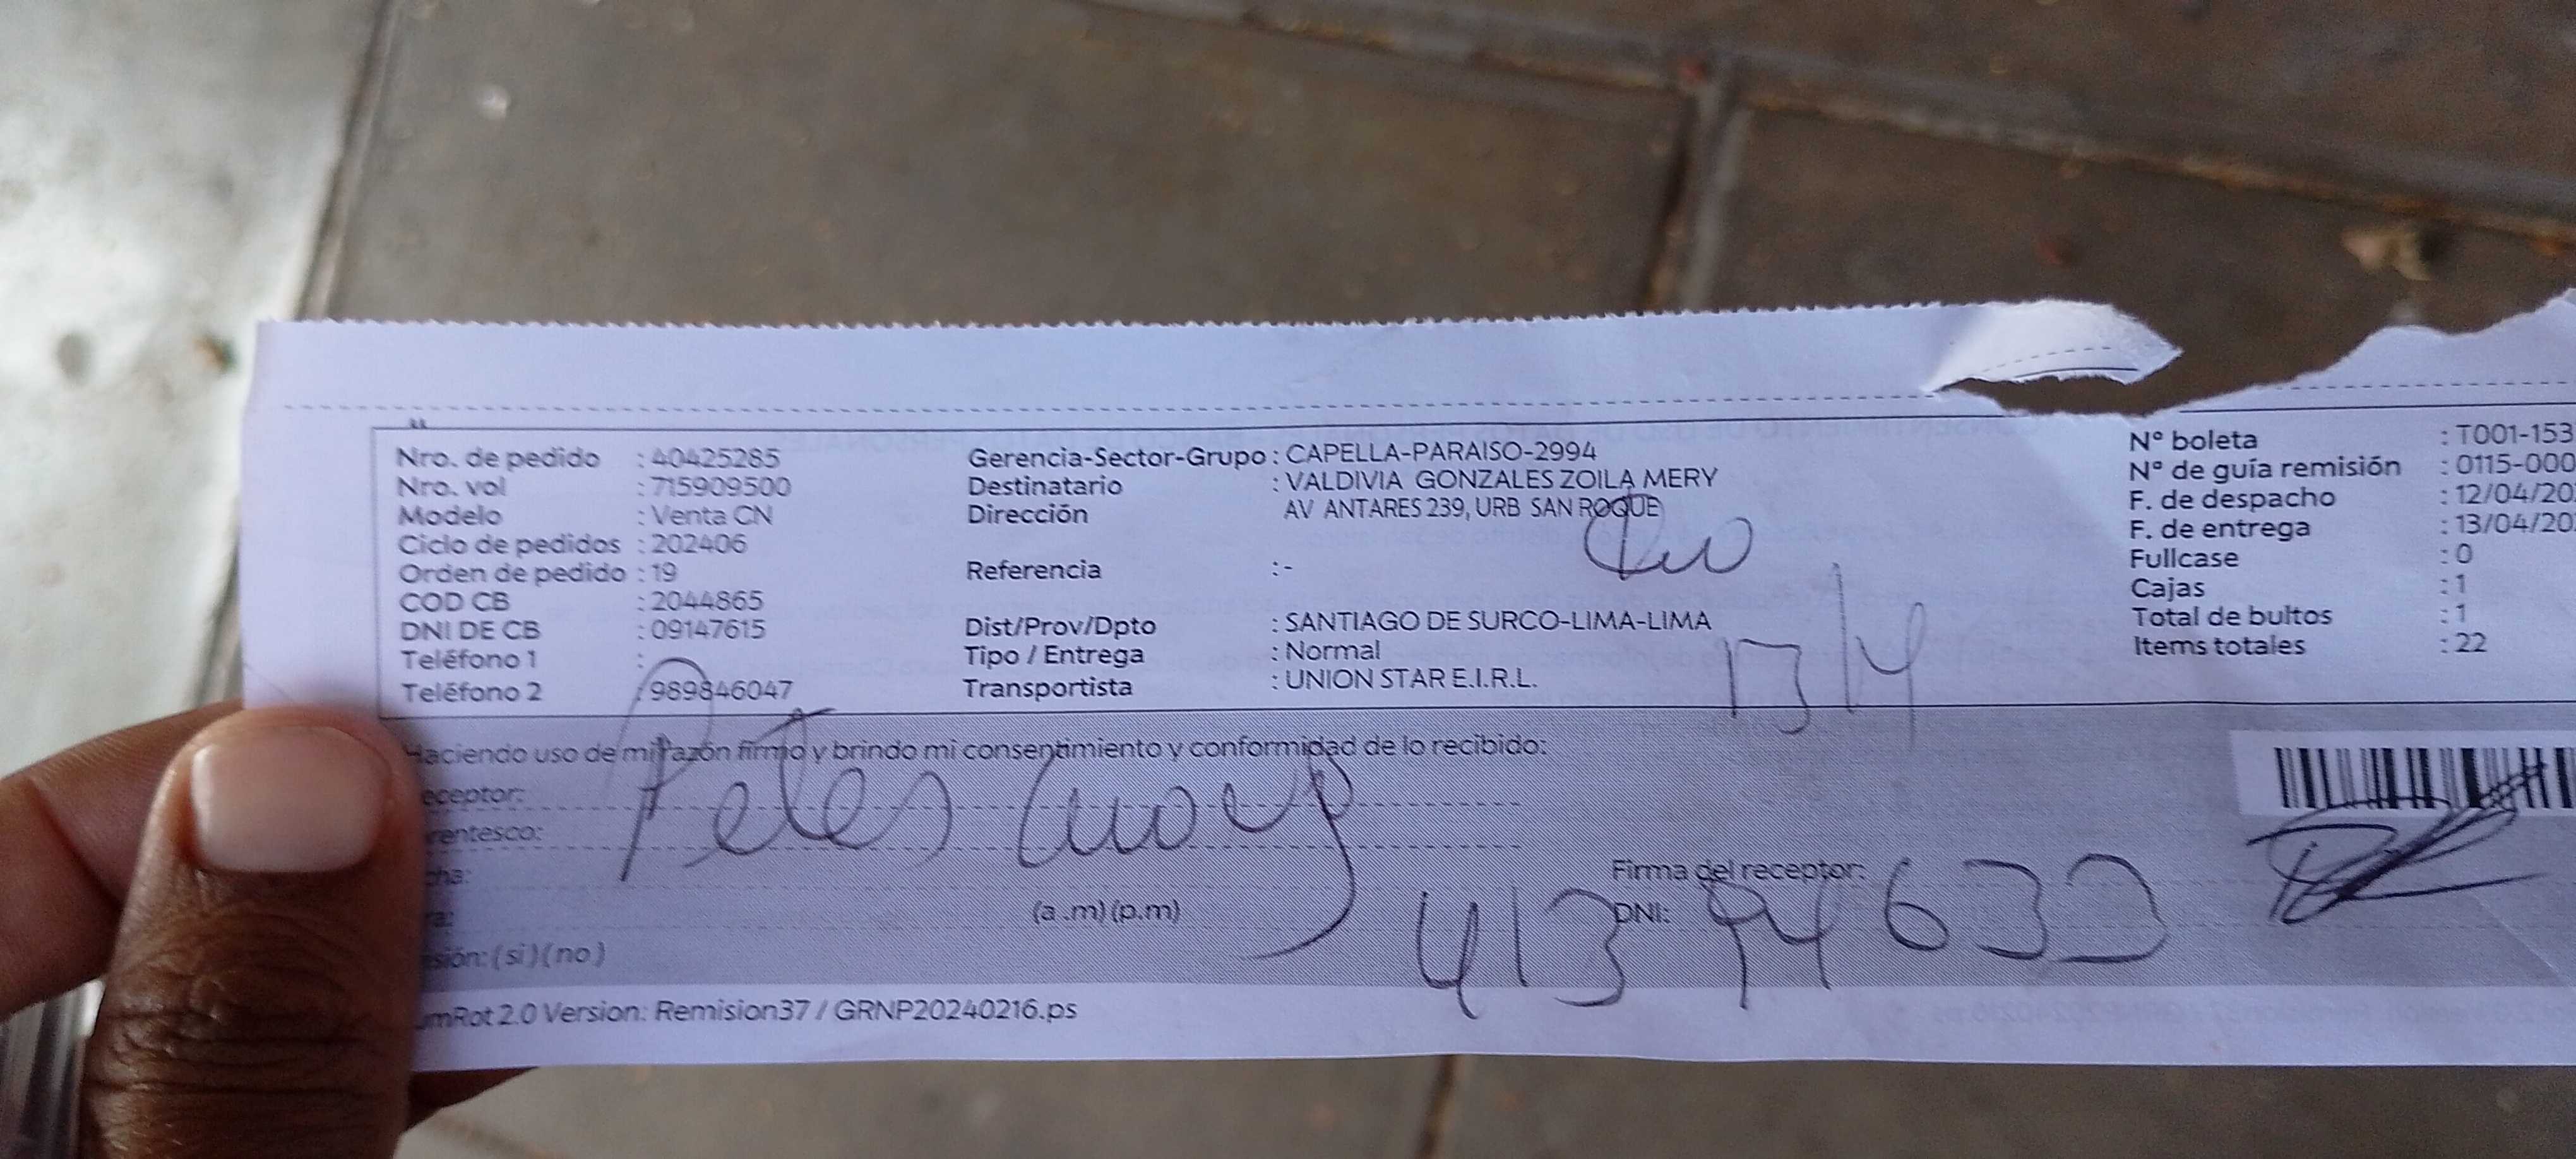 Nro. de pedido : 40425285
Nro. vol : 715909500
Modelo : Venta CN
Ciclo de pedidos : 202406
Orden de pedido : 19
COD CB : 2044865
DNI DE CB : 09147615
Teléfono 1 :
Teléfono 2 : 989846047
Gerencia-Sector-Grupo : CAPELLA-PARAISO-2994
Destinatario : VALDIVIA GONZALES ZOILA MERY
Dirección AV ANTARES 239, URB SAN ROQUE
Referencia : -
Dist/Prov/Dpto : SANTIAGO DE SURCO-LIMA-LIMA
Tipo / Entrega : Normal
Transportista : UNION STAR E.I.R.L.
13/4
N° boleta : T001-153
N° de guía remisión : 0115-000
F. de despacho : 12/04/20
F. de entrega : 13/04/20
Fullcase : 0
Cajas : 1
Total de bultos : 1
Items totales : 22
Haciendo uso de mi razón firmo y brindo mi consentimiento y conformidad de lo recibido:
eceptor:
rentesco:
cha:
ra: (a .m) (p.m)
sión: ( si ) ( no )
Firma del receptor:
DNI: 41394633
mRot 2.0 Version: Remision37 / GRNP20240216.ps